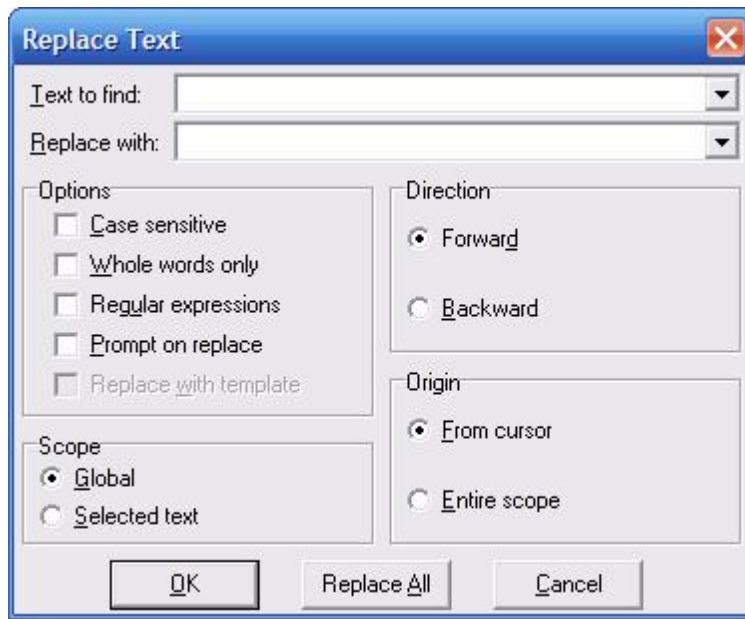 Replace Text
Text to find:
Replace with:
Options
Case sensitive
Whole words only
Regular expressions
Prompt on replace
Replace with template
Scope
Global
Selected text
Direction
Forward
Backward
Origin
From cursor
Entire scope
OK
Replace All
Cancel